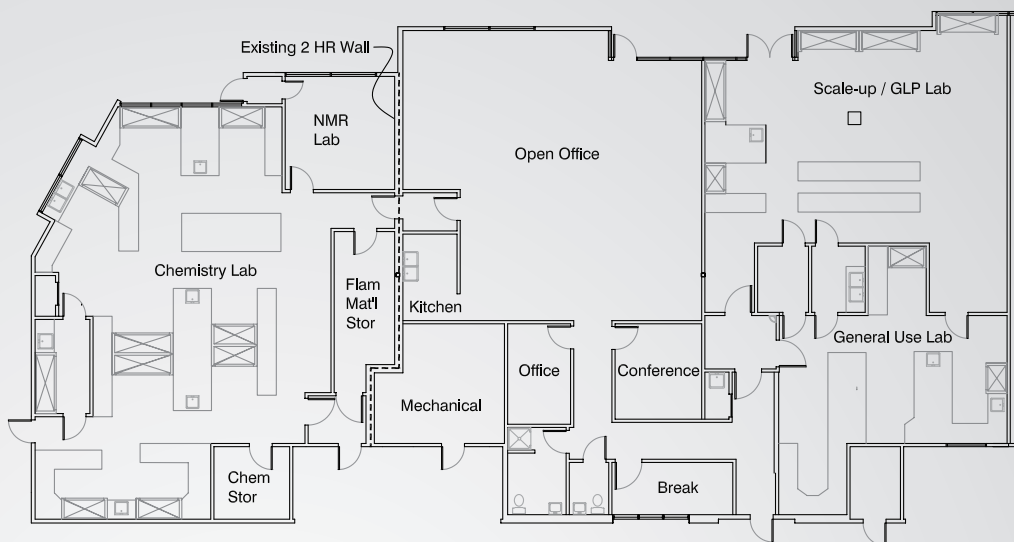 Existing 2 HR Wall
NMR
Lab
Open Office
Scale-up / GLP Lab
Chemistry Lab
Flam
Mat'l
Stor
Kitchen
General Use Lab
Office
Conference
Mechanical
Chem
Stor
Break